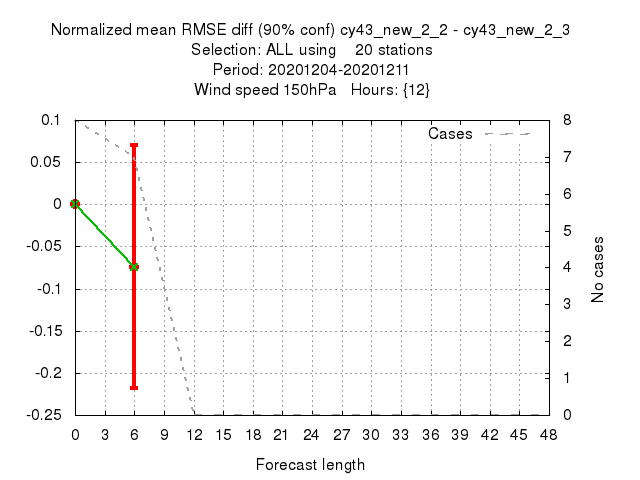 Normalized mean RMSE diff (90% conf) cy43_new_2_2 - cy43_new_2_3
Selection: ALL using    20 stations
Period: 20201204-20201211
Wind speed 150hPa   Hours: {12}
Cases
0.1
0.05
0
-0.05
-0.1
-0.15
-0.2
-0.25
8
7
6
5
4
3
2
1
0
No cases
0 3 6 9 12 15 18 21 24 27 30 33 36 39 42 45 48
Forecast length